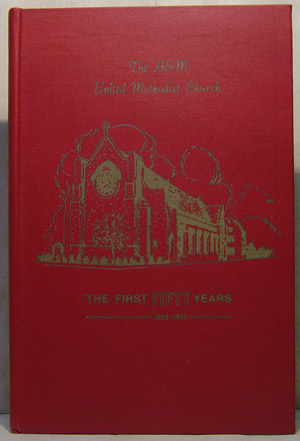 The A&M
United Methodist Church
THE FIRST FIFTY YEARS